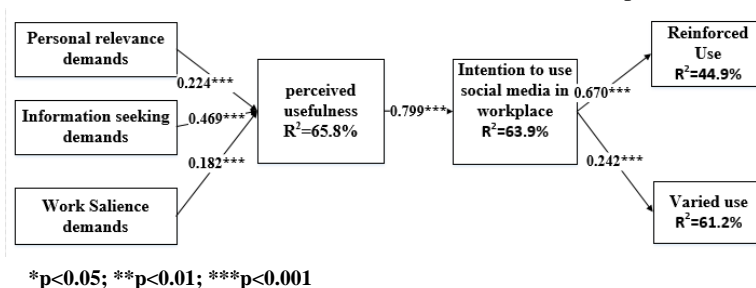 Personal relevance
demands
Information seeking
demands
Work Salience
demands
0.224***
0.469***
0.182***
perceived
usefulness
R²=65.8%
0.799***
Intention to use
social media in
workplace
R²=63.9%
0.670***
0.242***
Reinforced
Use
R²=44.9%
Varied use
R²=61.2%
*p<0.05; **p<0.01; ***p<0.001